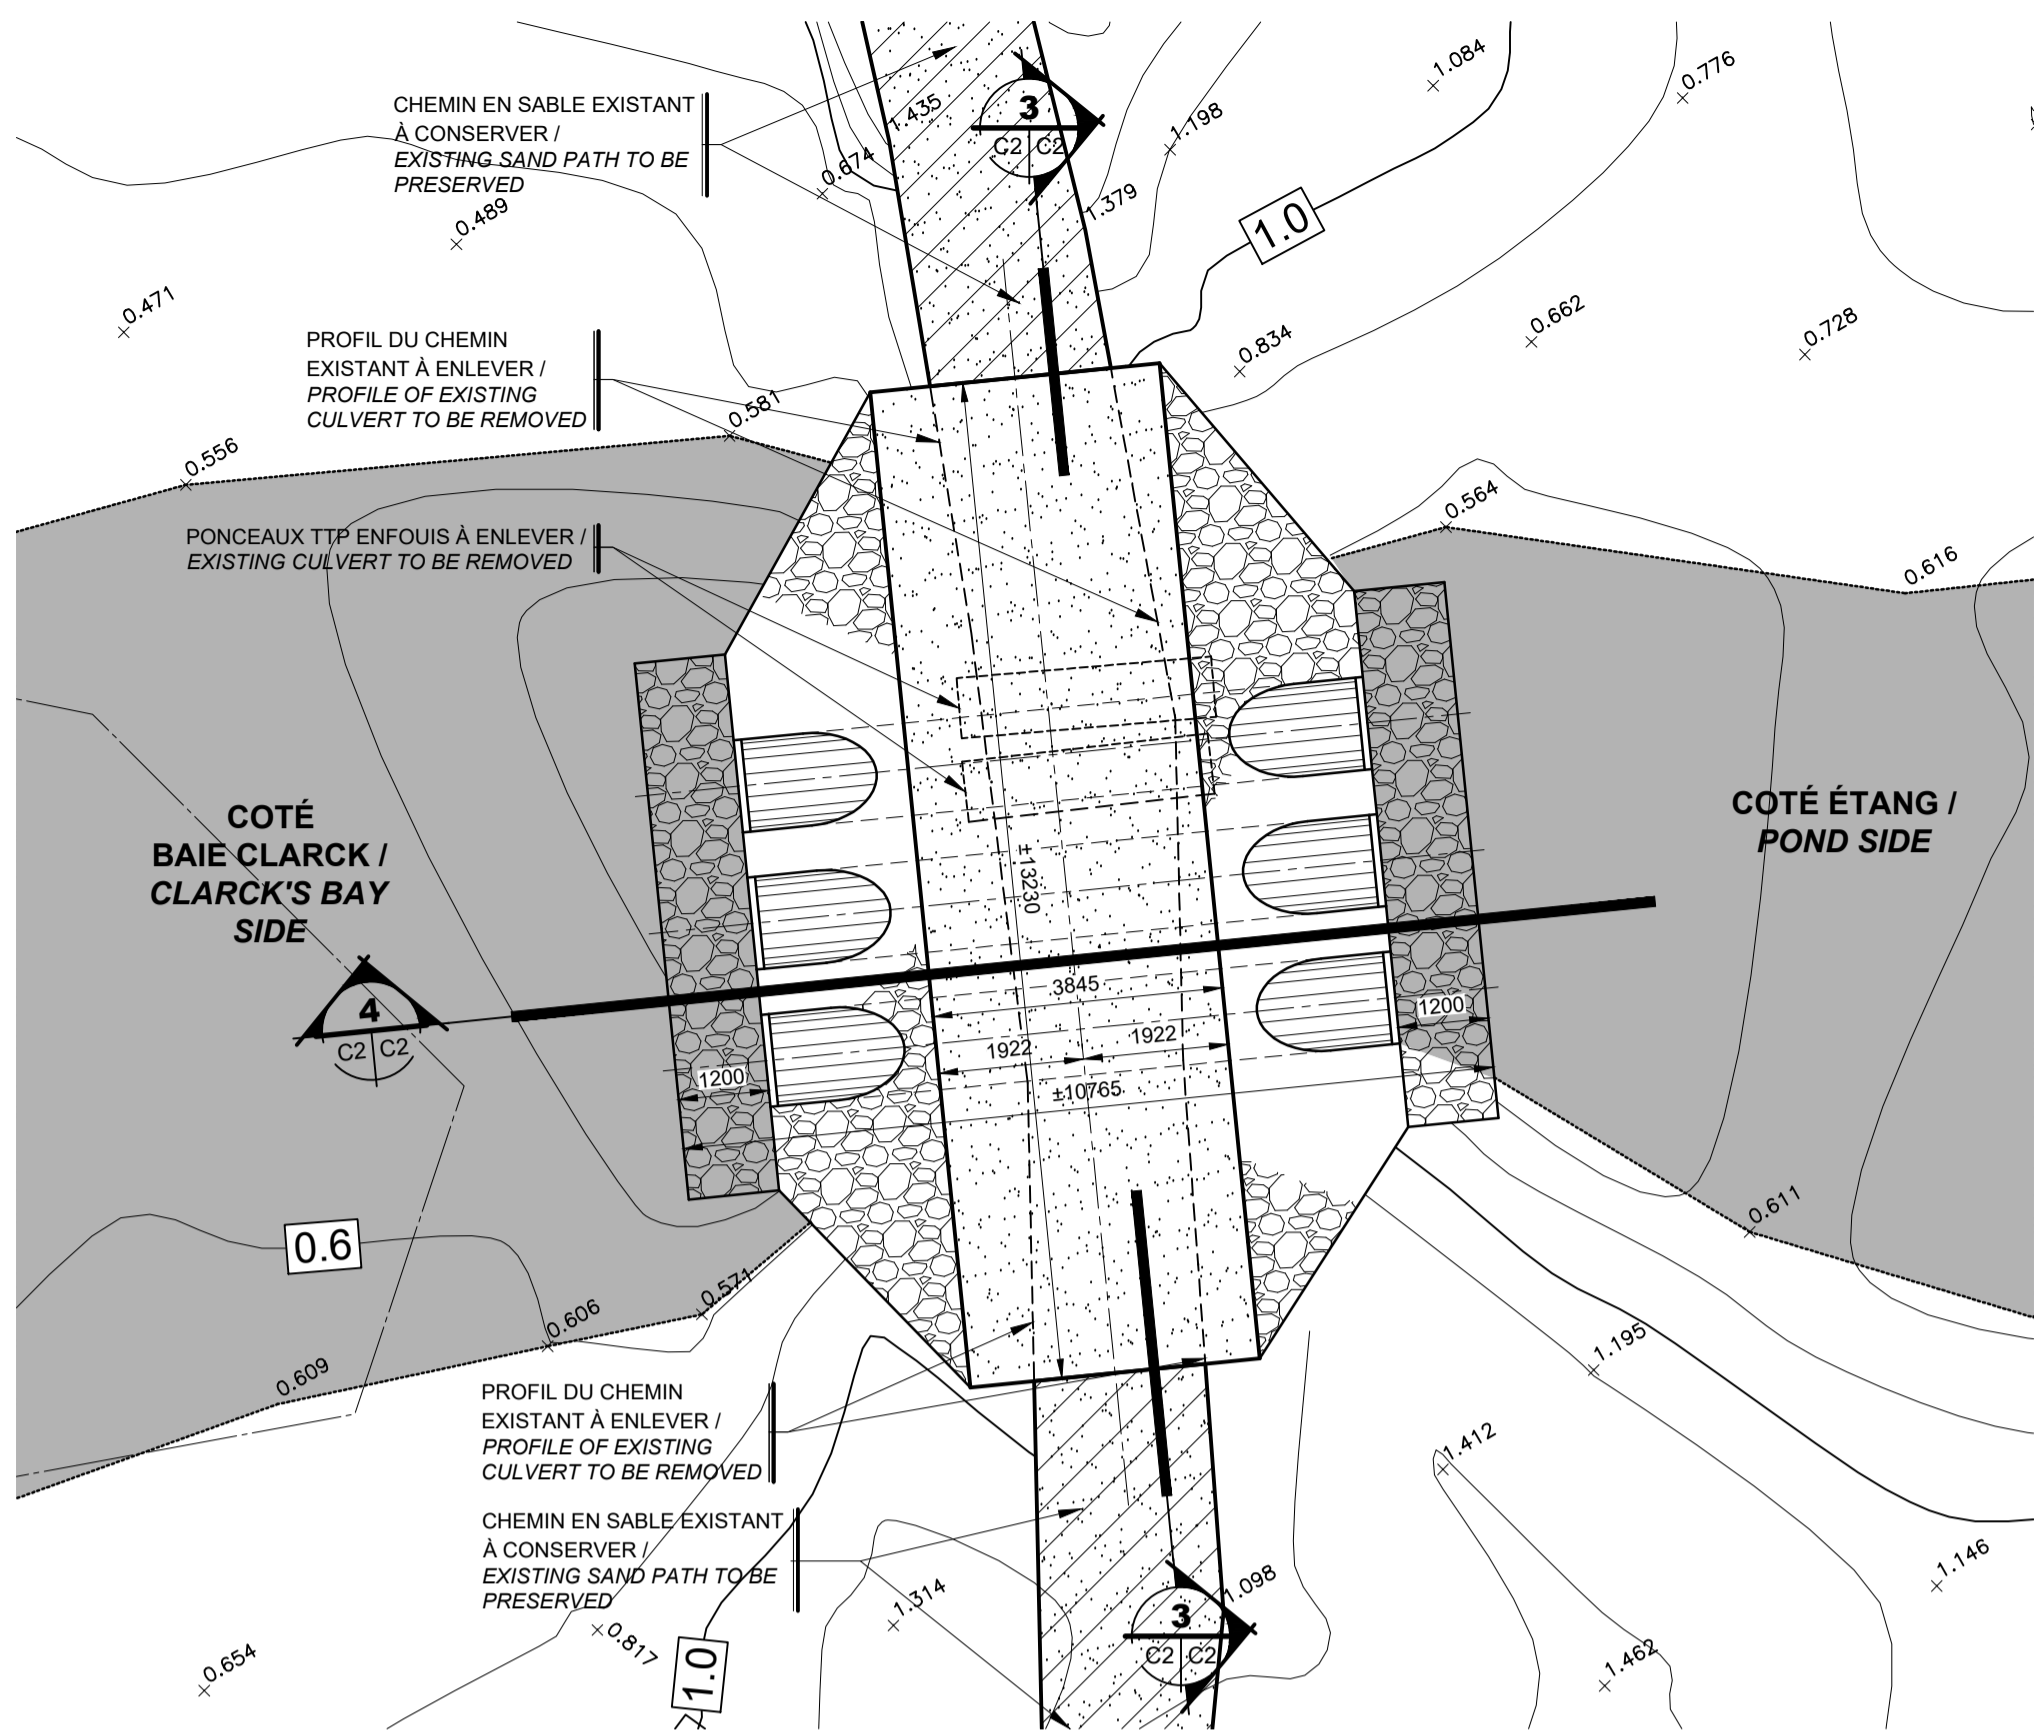 CHEMIN EN SABLE EXISTANT
À CONSERVER /
EXISTING SAND PATH TO BE
PRESERVED
1.435
3
C2 C2
1.198
1.084
0.776
0.674
0.489
1.379
1.0
0.471
0.662
0.728
0.834
PROFIL DU CHEMIN
EXISTANT À ENLEVER /
PROFILE OF EXISTING
CULVERT TO BE REMOVED
0.581
0.556
0.564
0.616
PONCEAUX TTP ENFOUIS À ENLEVER /
EXISTING CULVERT TO BE REMOVED
COTÉ
BAIE CLARCK /
CLARCK'S BAY
SIDE
COTÉ ÉTANG /
POND SIDE
±13230
4
C2 C2
3845
1922
1922
1200
1200
±10765
0.6
0.611
0.571
0.606
0.609
1.195
PROFIL DU CHEMIN
EXISTANT À ENLEVER /
PROFILE OF EXISTING
CULVERT TO BE REMOVED
1.412
CHEMIN EN SABLE EXISTANT
À CONSERVER /
EXISTING SAND PATH TO BE
PRESERVED
1.314
1.098
1.146
3
C2 C2
0.817
0.654
1.0
1.462